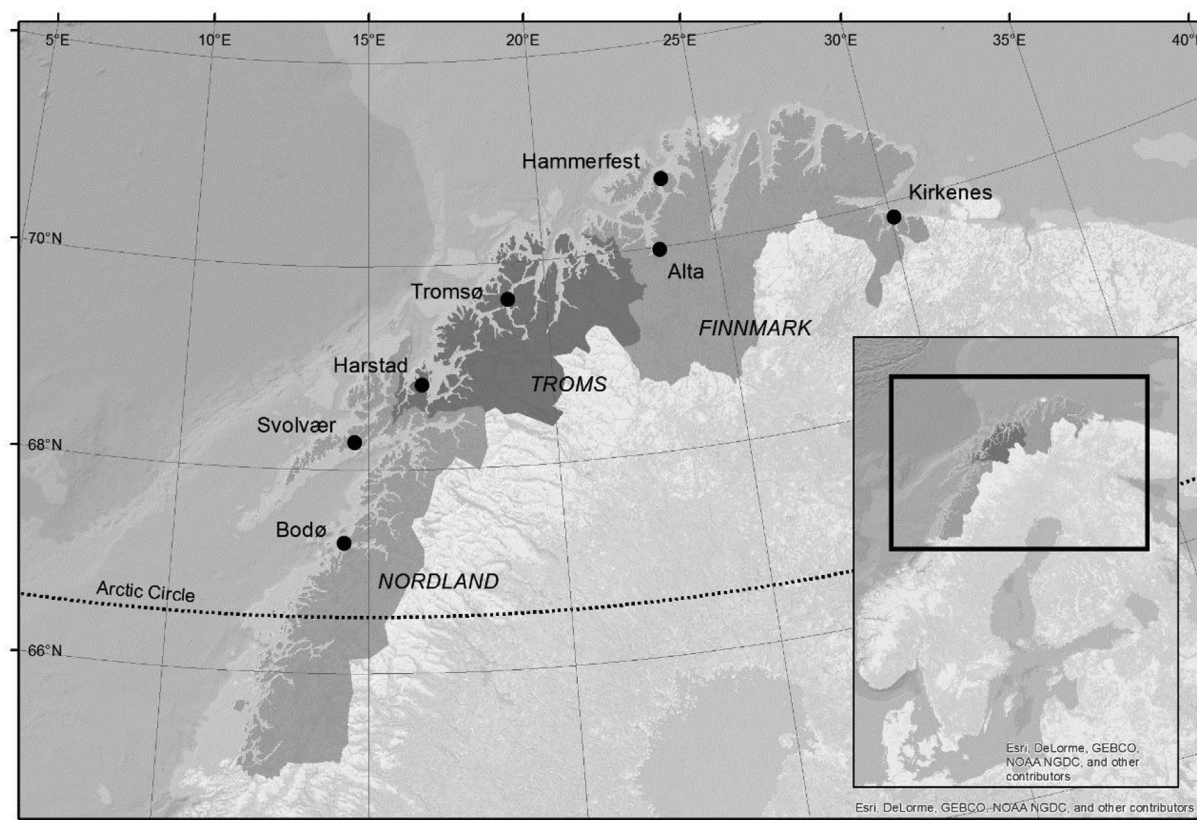 5°E 10°E 15°E 20°E 25°E 30°E 35°E 40°E
Hammerfest
Kirkenes
70°N
Alta
Tromsø
FINNMARK
Harstad
TROMS
Svolvær
68°N
Bodø
NORDLAND
Arctic Circle
66°N
Esri, DeLorme, GEBCO,
NOAA NGDC, and other
contributors
Esri, DeLorme, GEBCO, NOAA NGDC, and other contributors